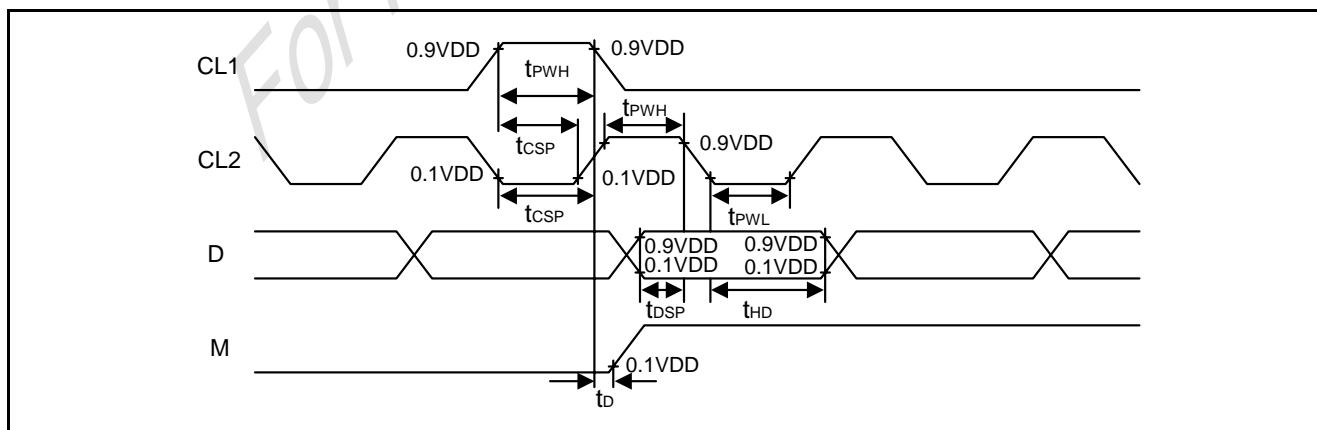 For
CL1
0.9VDD
0.9VDD
tPWH
tPWH
tCSP
CL2
0.9VDD
0.1VDD
0.1VDD
tCSP
tPWL
D
0.9VDD
0.9VDD
0.1VDD
0.1VDD
tDSP
tHD
M
0.1VDD
tD